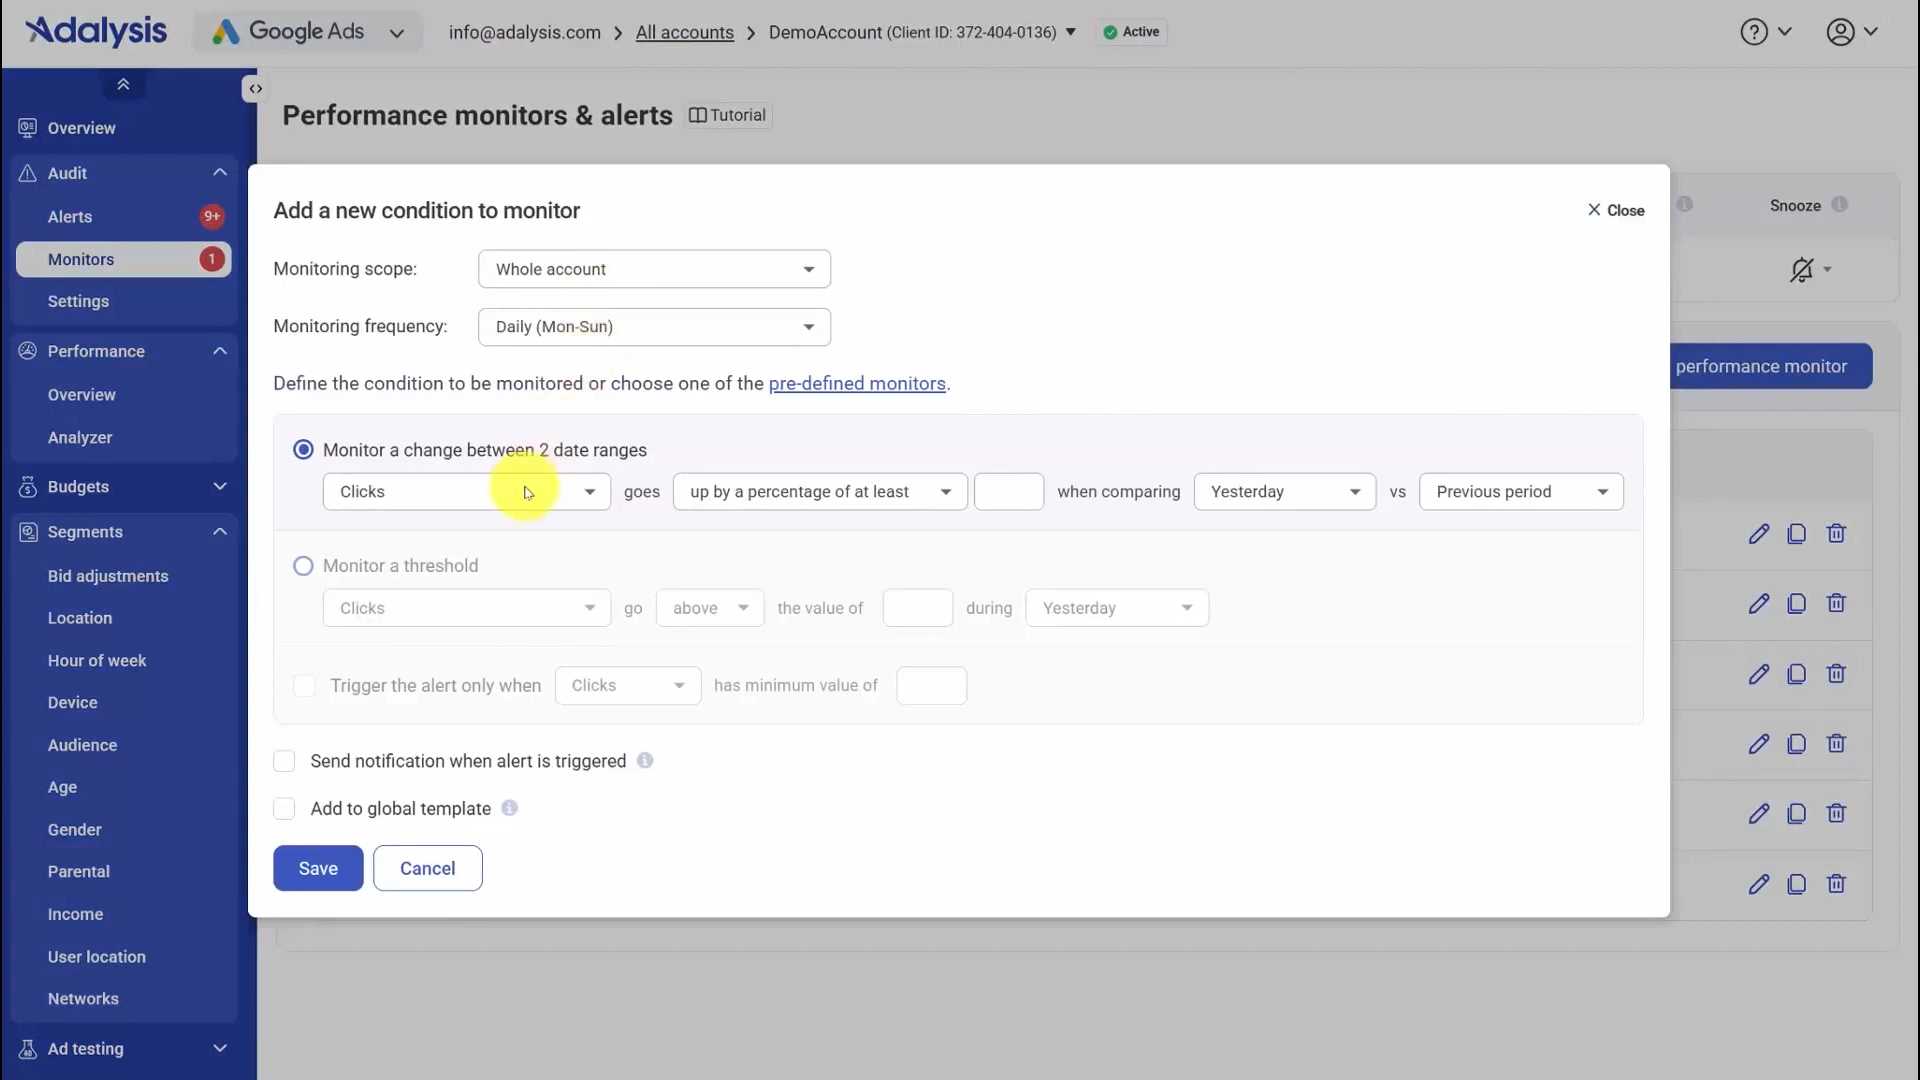 Adalysis
Google Ads
info@adalysis.com > All accounts > DemoAccount (Client ID: 372-404-0136)
Active
Overview
Audit
Alerts 9+
Monitors 1
Settings
Performance
Overview
Analyzer
Budgets
Segments
Bid adjustments
Location
Hour of week
Device
Audience
Age
Gender
Parental
Income
User location
Networks
Ad testing
Performance monitors & alerts
Tutorial
Snooze
performance monitor
Add a new condition to monitor
Close
Monitoring scope: Whole account
Monitoring frequency: Daily (Mon-Sun)
Define the condition to be monitored or choose one of the pre-defined monitors.
Monitor a change between 2 date ranges
Clicks goes up by a percentage of at least when comparing Yesterday vs Previous period
Monitor a threshold
Clicks go above the value of during Yesterday
Trigger the alert only when Clicks has minimum value of
Send notification when alert is triggered
Add to global template
Save Cancel